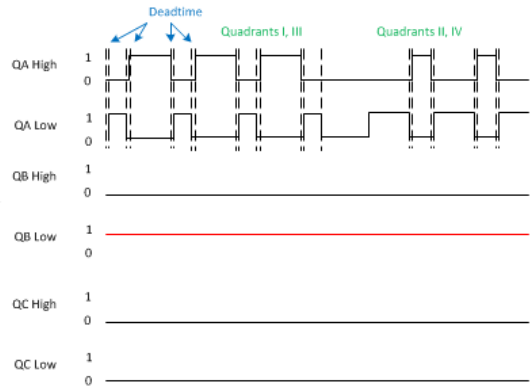 Deadtime
Quadrants I, III
Quadrants II, IV
QA High
1
0
QA Low
1
0
QB High
1
0
QB Low
1
0
QC High
1
0
QC Low
1
0